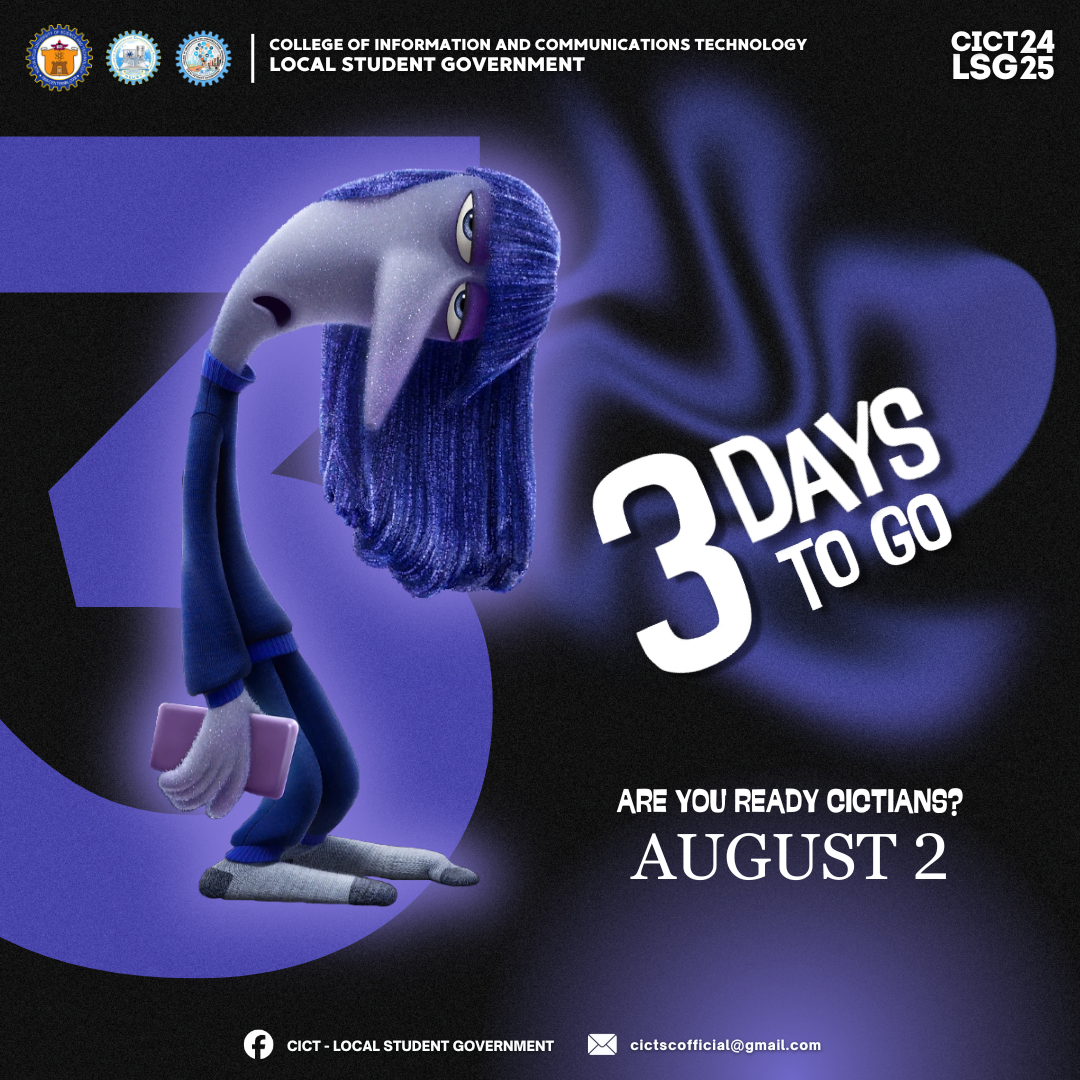 COLLEGE OF INFORMATION AND COMMUNICATIONS TECHNOLOGY
LOCAL STUDENT GOVERNMENT
CICT24
LSG25
3 DAYS
TO GO
ARE YOU READY CICTIANS?
AUGUST 2
CICT - LOCAL STUDENT GOVERNMENT
cictscofficial@gmail.com